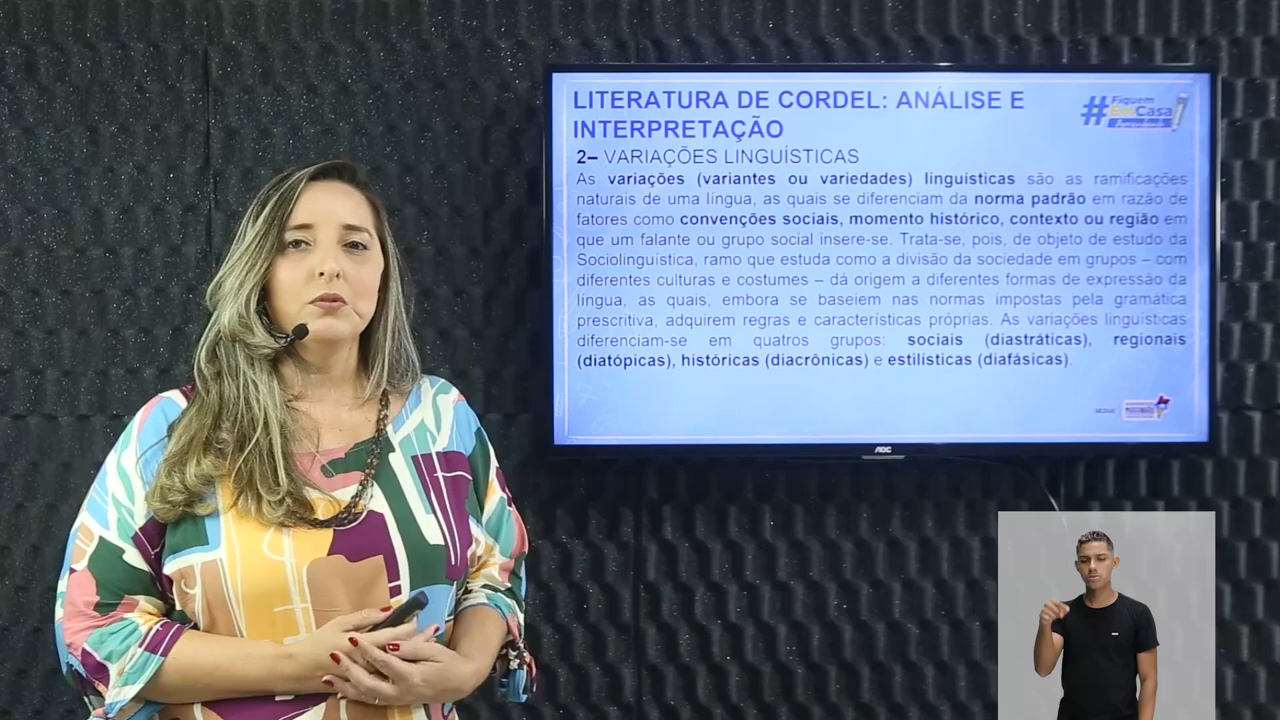 LITERATURA DE CORDEL: ANÁLISE E
INTERPRETAÇÃO
#Fiquem
EmCasa
2– VARIAÇÕES LINGUÍSTICAS
As variações (variantes ou variedades) linguísticas são as ramificações
naturais de uma língua, as quais se diferenciam da norma padrão em razão de
fatores como convenções sociais, momento histórico, contexto ou região em
que um falante ou grupo social insere-se. Trata-se, pois, de objeto de estudo da
Sociolinguística, ramo que estuda como a divisão da sociedade em grupos – com
diferentes culturas e costumes – dá origem a diferentes formas de expressão da
língua, as quais, embora se baseiem nas normas impostas pela gramática
prescritiva, adquirem regras e características próprias. As variações linguísticas
diferenciam-se em quatros grupos: sociais (diastráticas), regionais
(diatópicas), históricas (diacrônicas) e estilísticas (diafásicas).
SEDUC
MARANHÃO
AOC